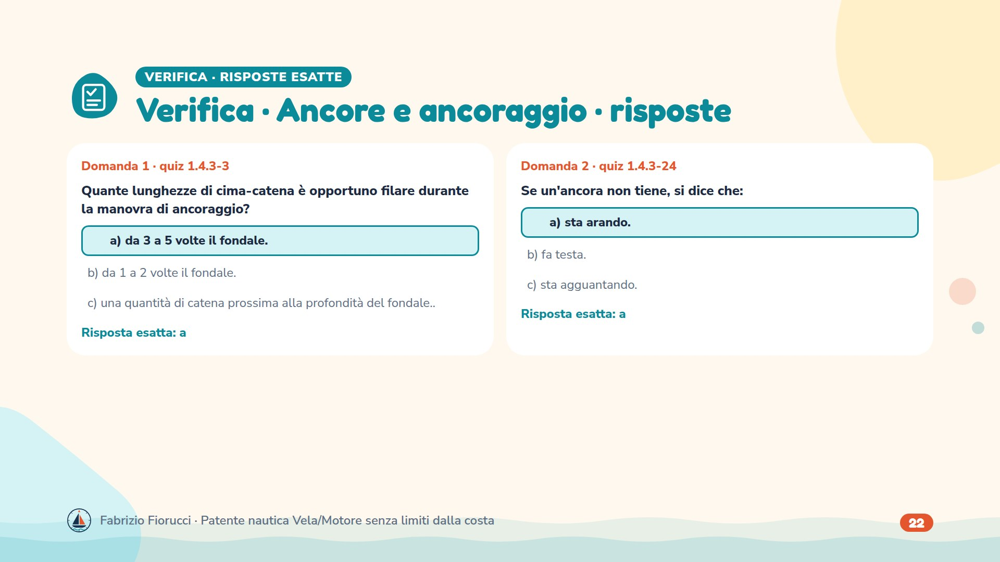 VERIFICA · RISPOSTE ESATTE
Verifica · Ancore e ancoraggio · risposte
Domanda 1 · quiz 1.4.3-3
Quante lunghezze di cima-catena è opportuno filare durante
la manovra di ancoraggio?
a) da 3 a 5 volte il fondale.
b) da 1 a 2 volte il fondale.
c) una quantità di catena prossima alla profondità del fondale..
Risposta esatta: a
Domanda 2 · quiz 1.4.3-24
Se un'ancora non tiene, si dice che:
a) sta arando.
b) fa testa.
c) sta agguantando.
Risposta esatta: a
Fabrizio Fiorucci · Patente nautica Vela/Motore senza limiti dalla costa
22